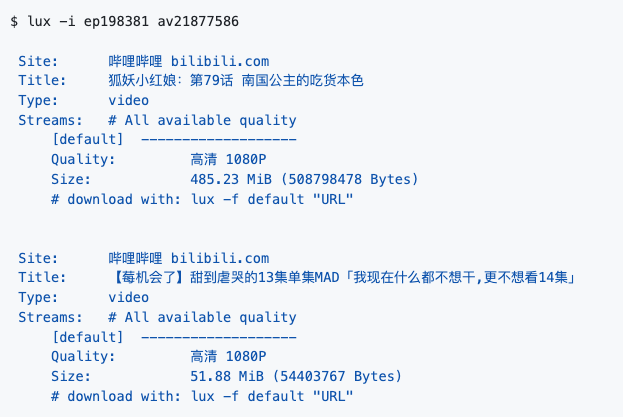 $ lux -i ep198381 av21877586
Site: 哔哩哔哩 bilibili.com
Title: 狐妖小红娘：第79话 南国公主的吃货本色
Type: video
Streams: # All available quality
[default] -------------------
Quality: 高清 1080P
Size: 485.23 MiB (508798478 Bytes)
# download with: lux -f default "URL"
Site: 哔哩哔哩 bilibili.com
Title: 【莓机会了】甜到虐哭的13集单集MAD「我现在什么都不想干,更不想看14集」
Type: video
Streams: # All available quality
[default] -------------------
Quality: 高清 1080P
Size: 51.88 MiB (54403767 Bytes)
# download with: lux -f default "URL"